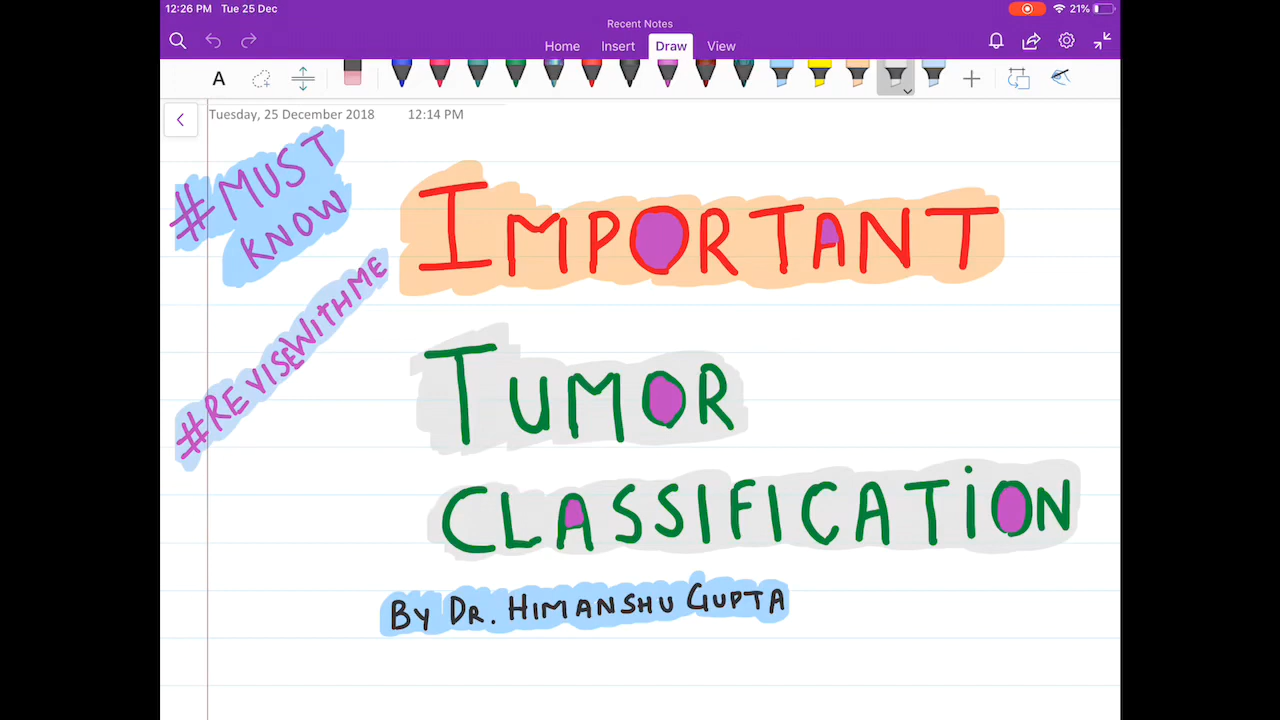 12:26 PM Tue 25 Dec
21%
Recent Notes
Home Insert Draw View
A
Tuesday, 25 December 2018 12:14 PM
#MUST
KNOW
#REVISEWITHME
IMPORTANT
TUMOR
CLASSIFICATiON
By DR. HIMANSHU GUPTA